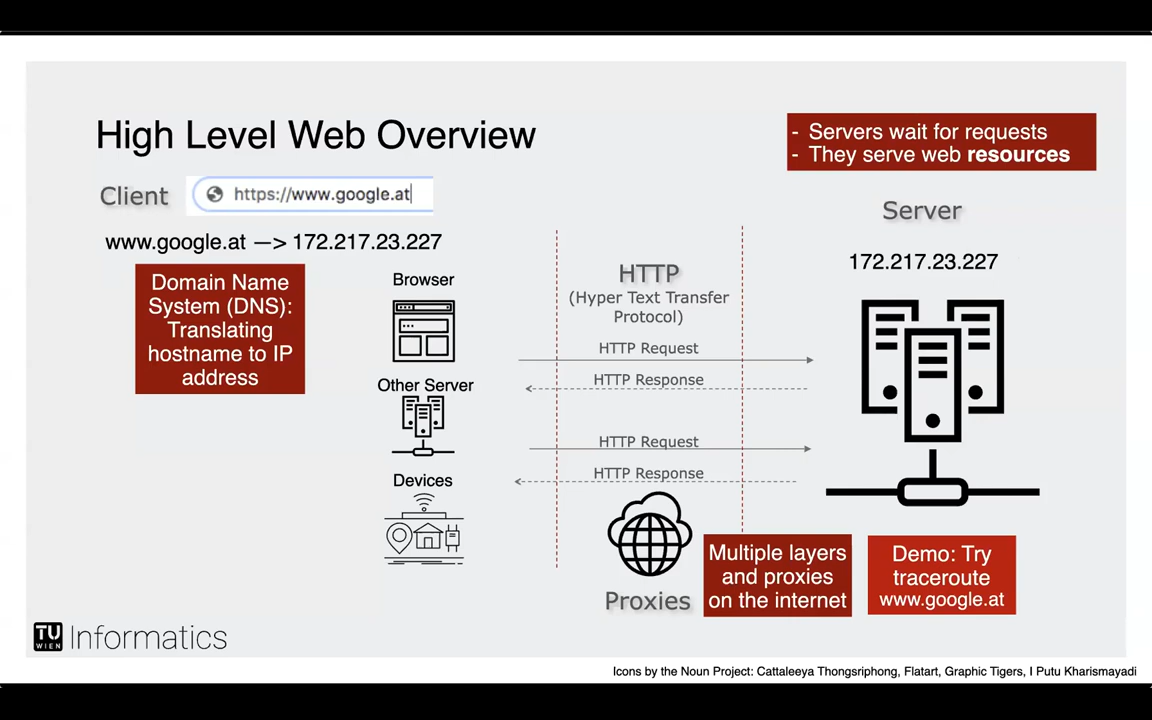 High Level Web Overview
- Servers wait for requests
- They serve web resources
Client
https://www.google.at
www.google.at —> 172.217.23.227
Domain Name
System (DNS):
Translating
hostname to IP
address
Browser
Other Server
Devices
HTTP
(Hyper Text Transfer
Protocol)
HTTP Request
HTTP Response
HTTP Request
HTTP Response
Proxies
Multiple layers
and proxies
on the internet
Server
172.217.23.227
Demo: Try
traceroute
www.google.at
TU
WIEN
Informatics
Icons by the Noun Project: Cattaleeya Thongsriphong, Flatart, Graphic Tigers, I Putu Kharismayadi